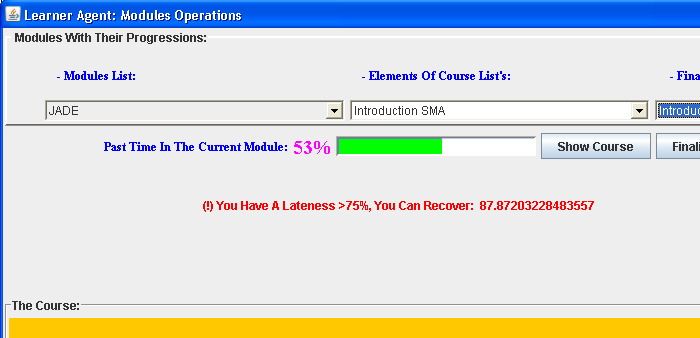 Learner Agent: Modules Operations
Modules With Their Progressions:
- Modules List: - Elements Of Course List's: - Fina
JADE Introduction SMA Introduc
Past Time In The Current Module: 53% Show Course Finali
(!) You Have A Lateness >75%, You Can Recover: 87.87203228483557
The Course: